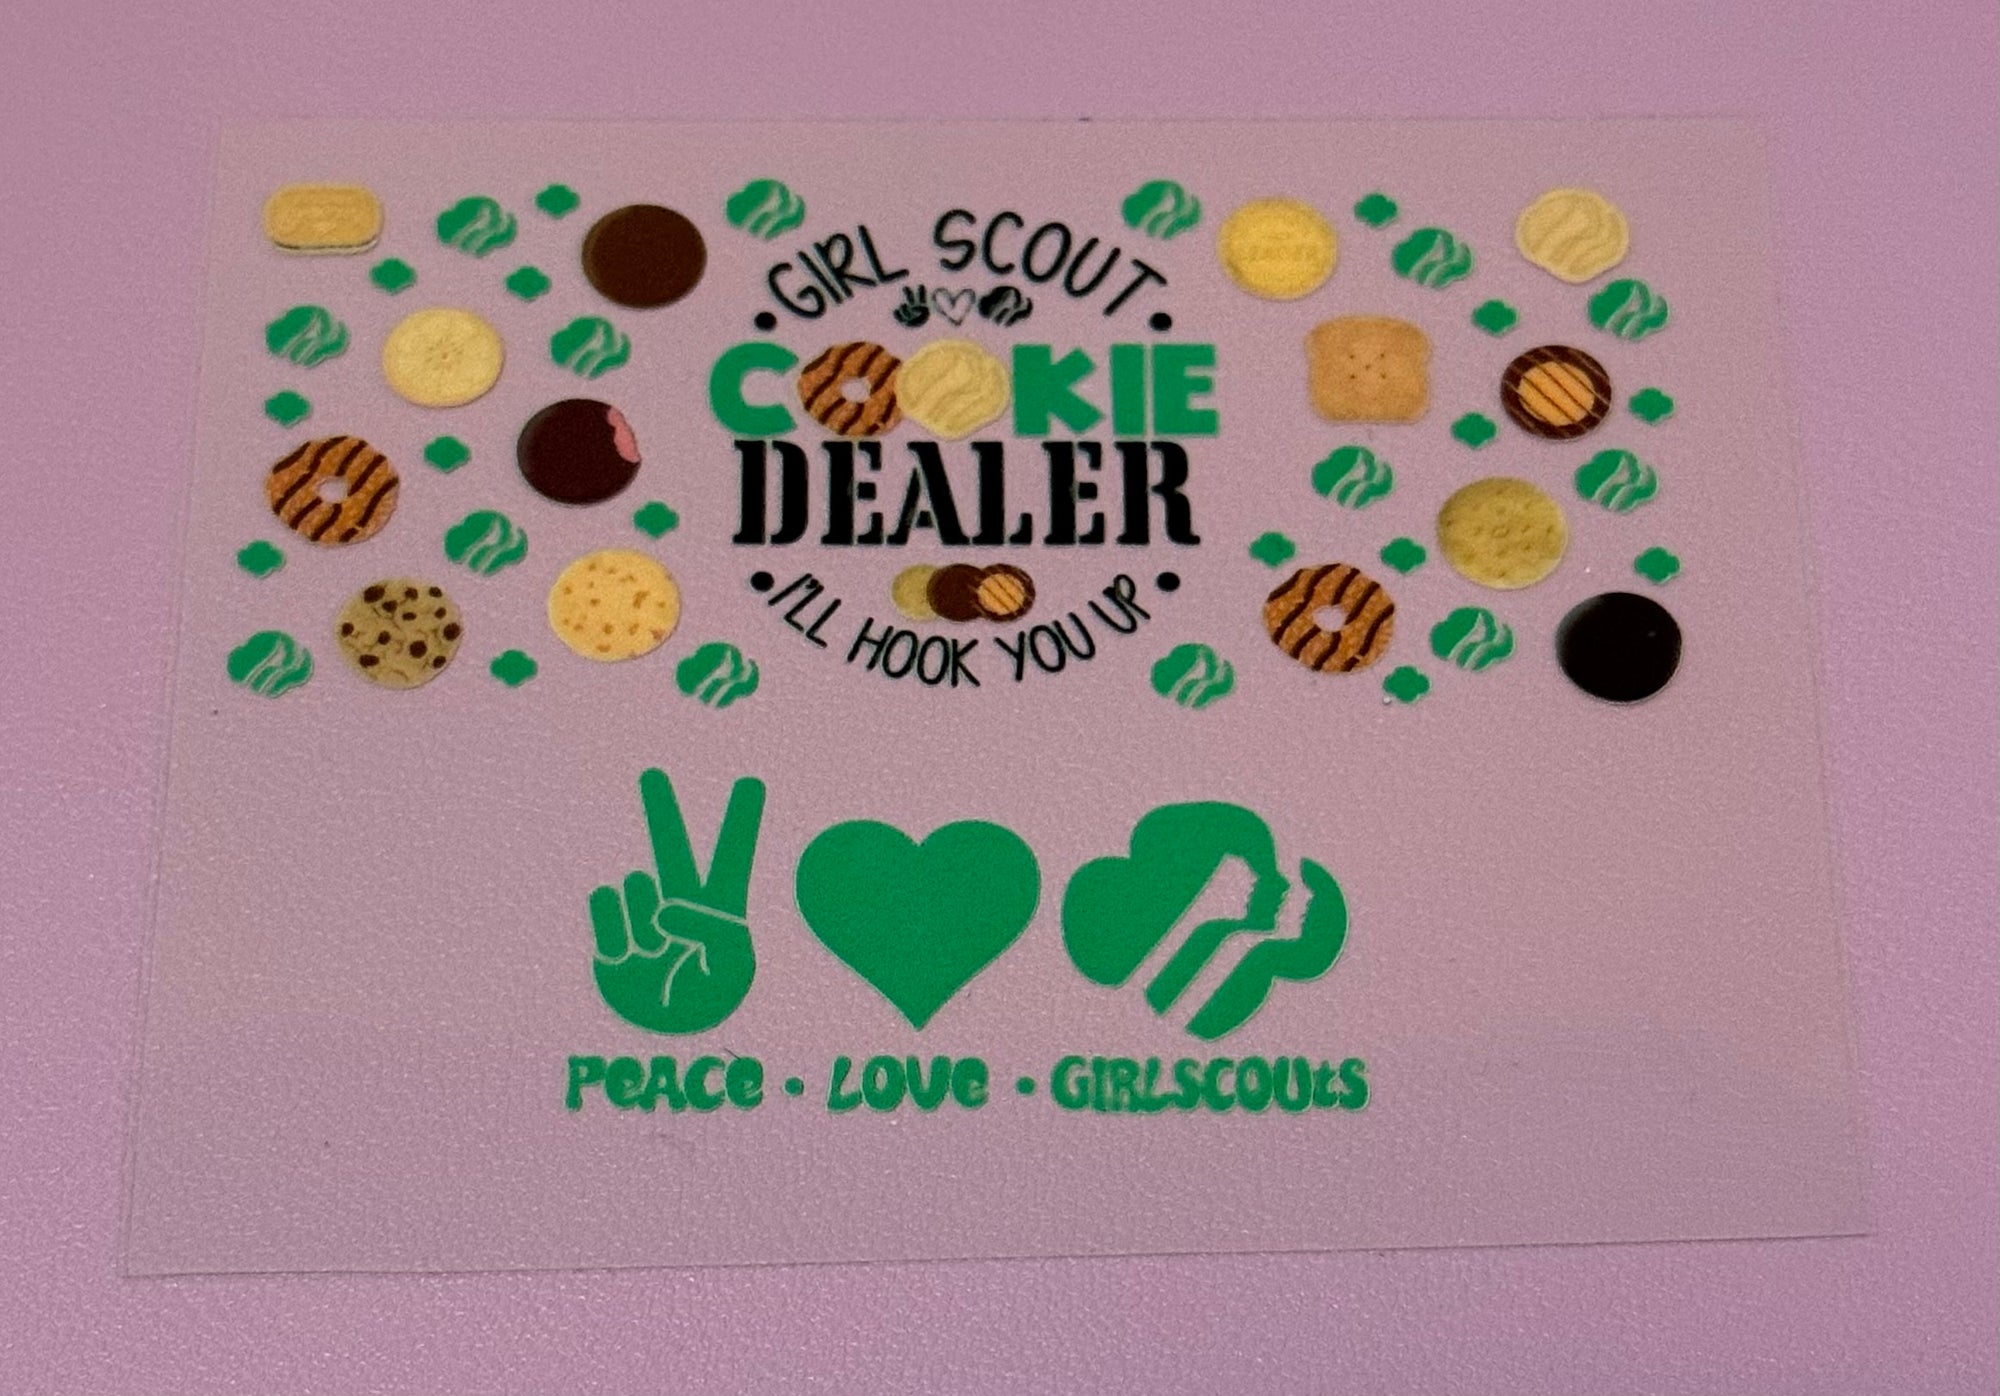 •GIRL SCOUT•
COOKIE
DEALER
•I'LL HOOK YOU UP•
PeACe • LOVe • GIRLSCOUtS